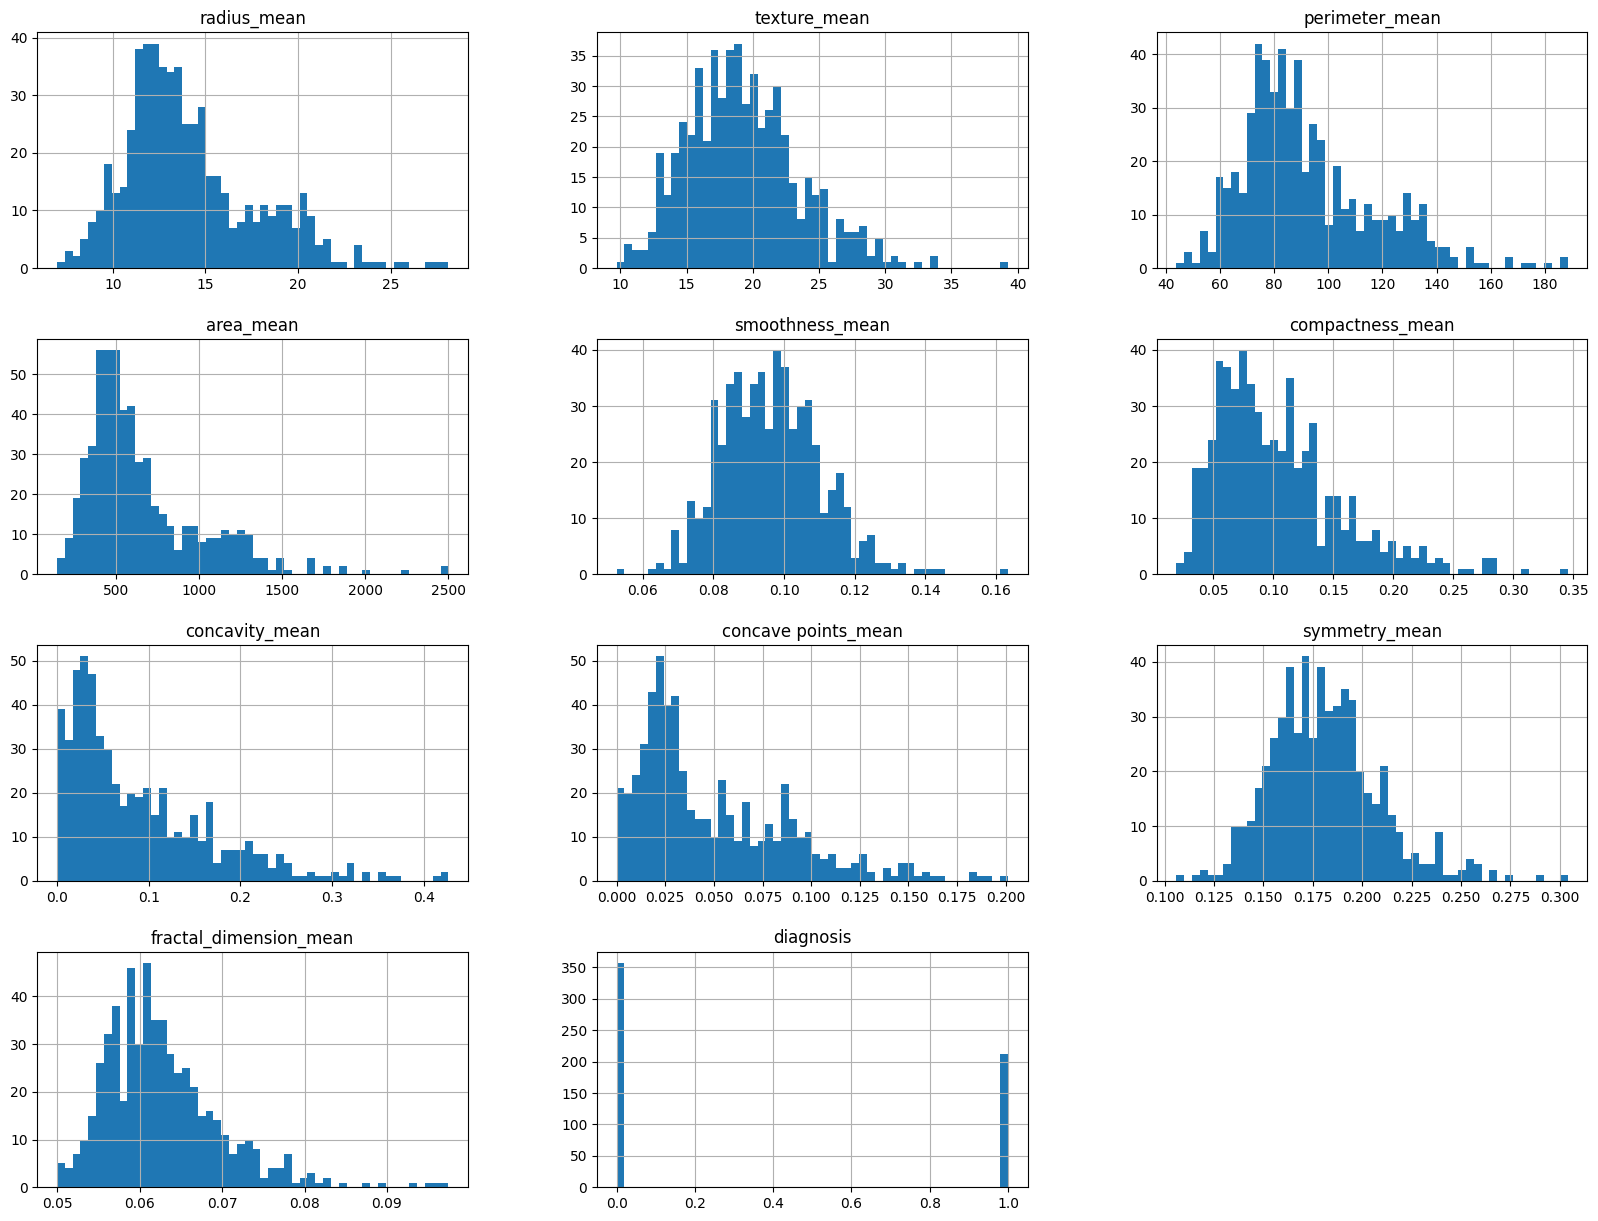 radius_mean
40
30
20
10
0
10 15 20 25
texture_mean
35
30
25
20
15
10
5
0
10 15 20 25 30 35 40
perimeter_mean
40
30
20
10
0
40 60 80 100 120 140 160 180
area_mean
50
40
30
20
10
0
500 1000 1500 2000 2500
smoothness_mean
40
30
20
10
0
0.06 0.08 0.10 0.12 0.14 0.16
compactness_mean
40
30
20
10
0
0.05 0.10 0.15 0.20 0.25 0.30 0.35
concavity_mean
50
40
30
20
10
0
0.0 0.1 0.2 0.3 0.4
concave points_mean
50
40
30
20
10
0
0.000 0.025 0.050 0.075 0.100 0.125 0.150 0.175 0.200
symmetry_mean
40
30
20
10
0
0.100 0.125 0.150 0.175 0.200 0.225 0.250 0.275 0.300
fractal_dimension_mean
40
30
20
10
0
0.05 0.06 0.07 0.08 0.09
diagnosis
350
300
250
200
150
100
50
0
0.0 0.2 0.4 0.6 0.8 1.0